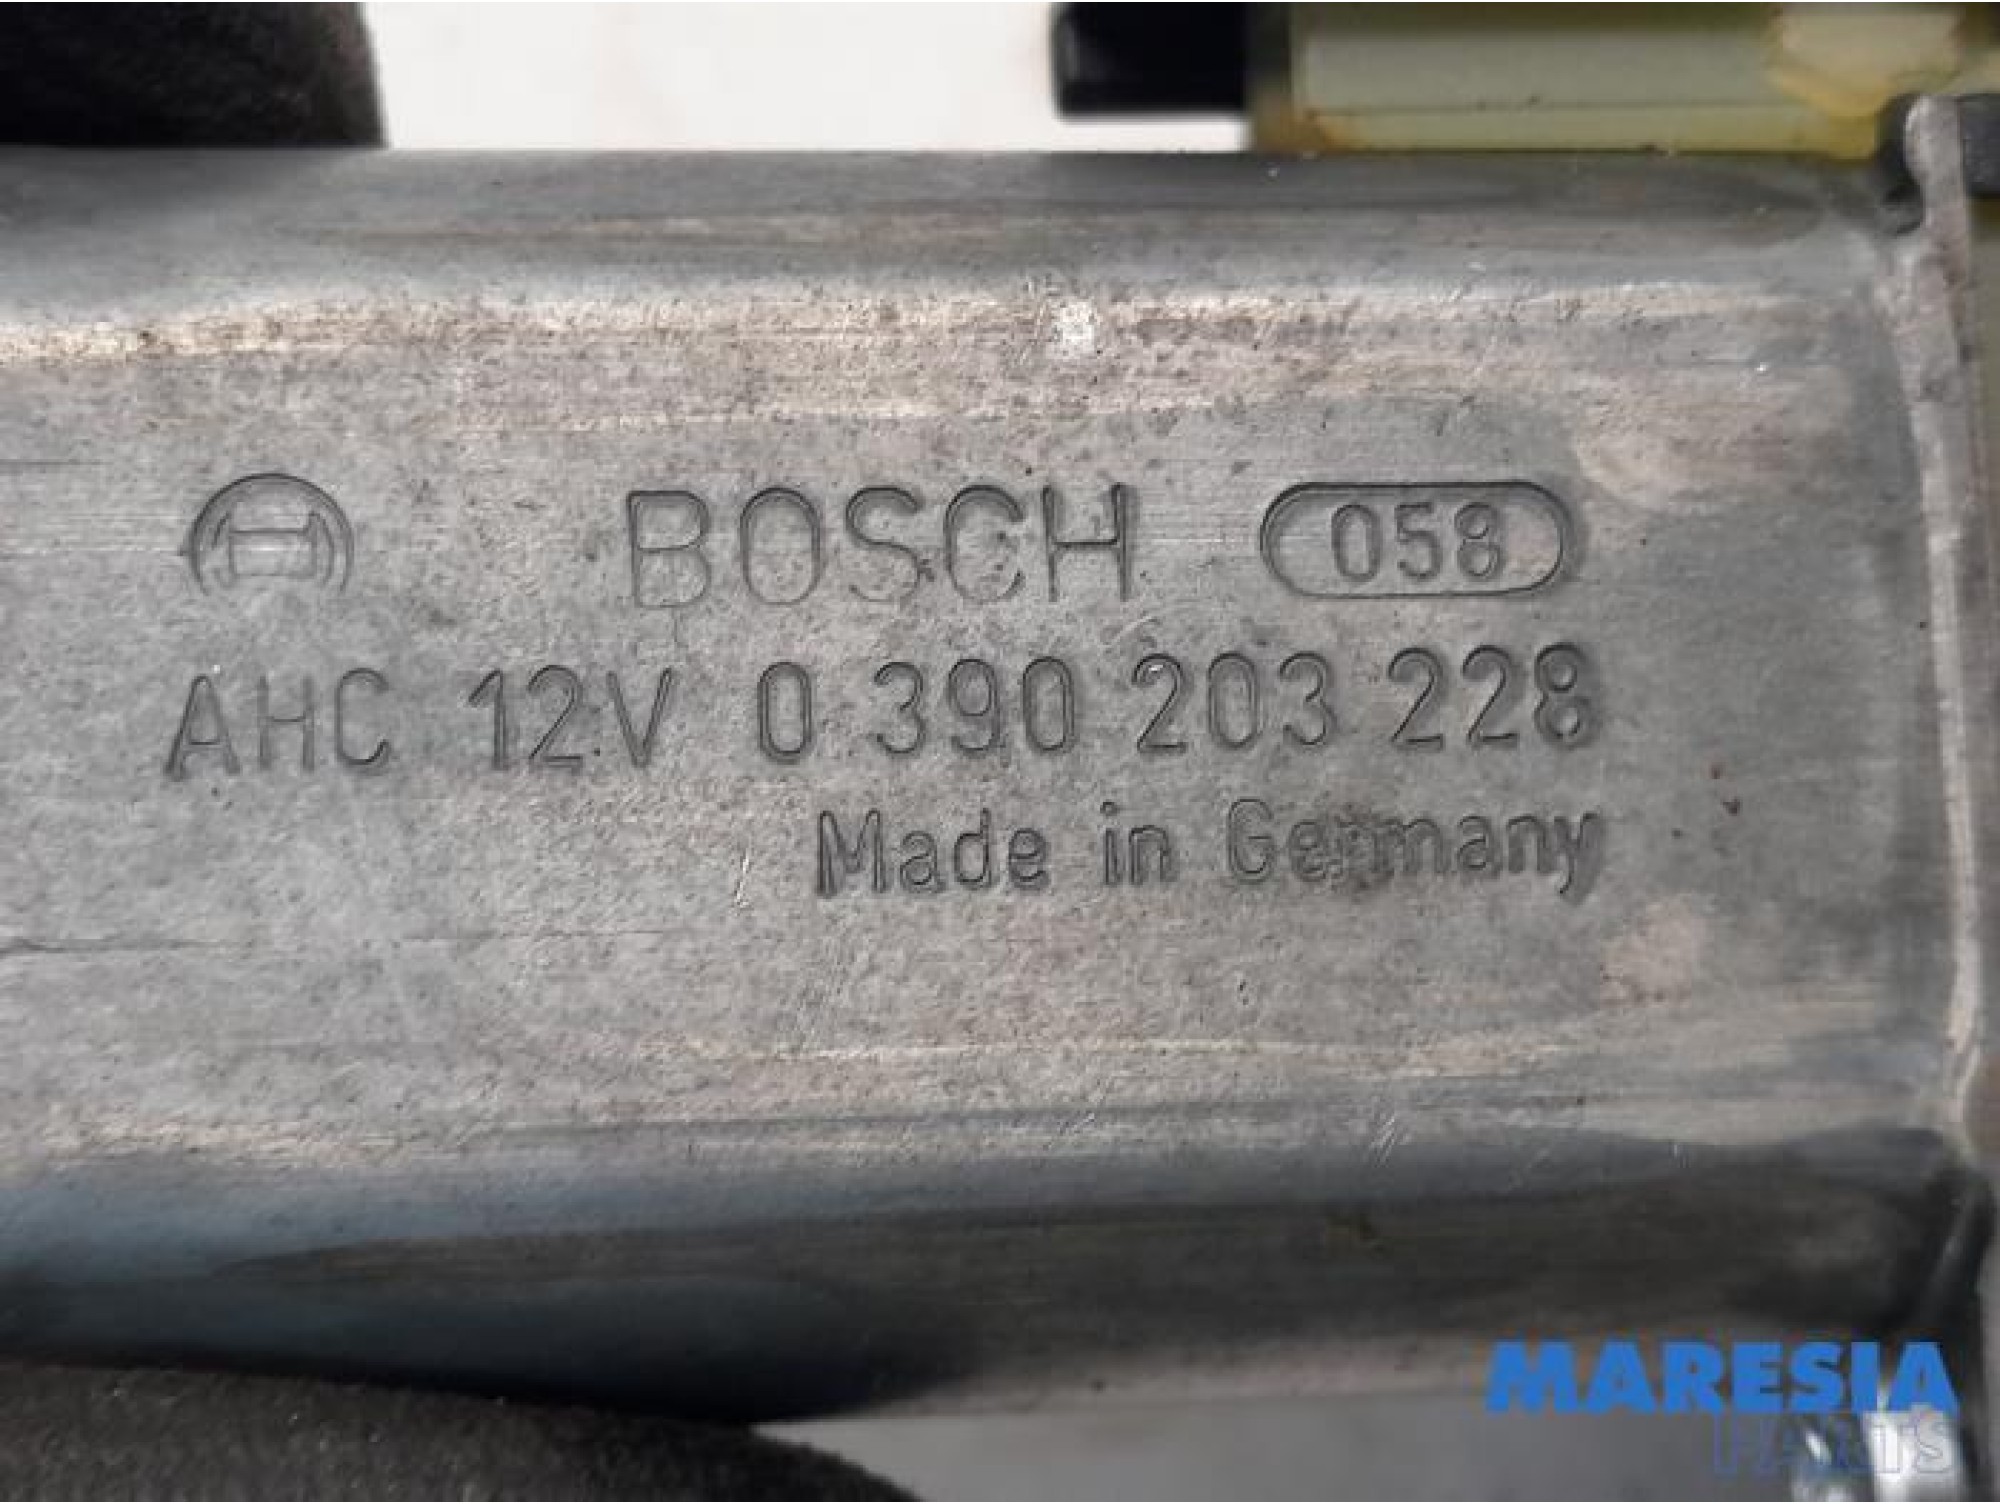 BOSCH 058
AHC 12V 0 390 203 228
Made in Germany
MARESIA
PARTS